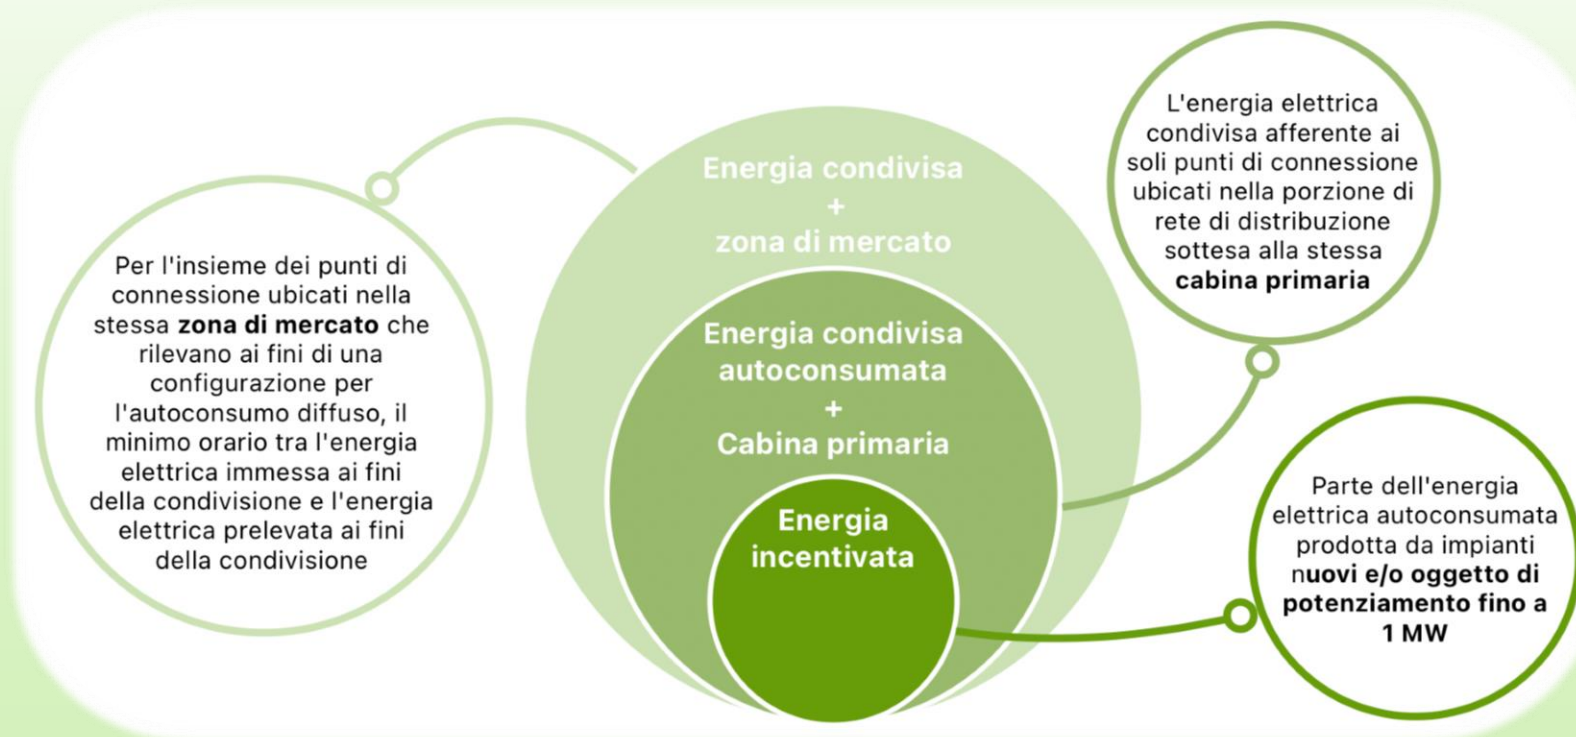 Per l'insieme dei punti di
connessione ubicati nella
stessa zona di mercato che
rilevano ai fini di una
configurazione per
l'autoconsumo diffuso, il
minimo orario tra l'energia
elettrica immessa ai fini
della condivisione e l'energia
elettrica prelevata ai fini
della condivisione
Energia condivisa
+
zona di mercato
Energia condivisa
autoconsumata
+
Cabina primaria
Energia
incentivata
L'energia elettrica
condivisa afferente ai
soli punti di connessione
ubicati nella porzione di
rete di distribuzione
sottesa alla stessa
cabina primaria
Parte dell'energia
elettrica autoconsumata
prodotta da impianti
nuovi e/o oggetto di
potenziamento fino a
1 MW